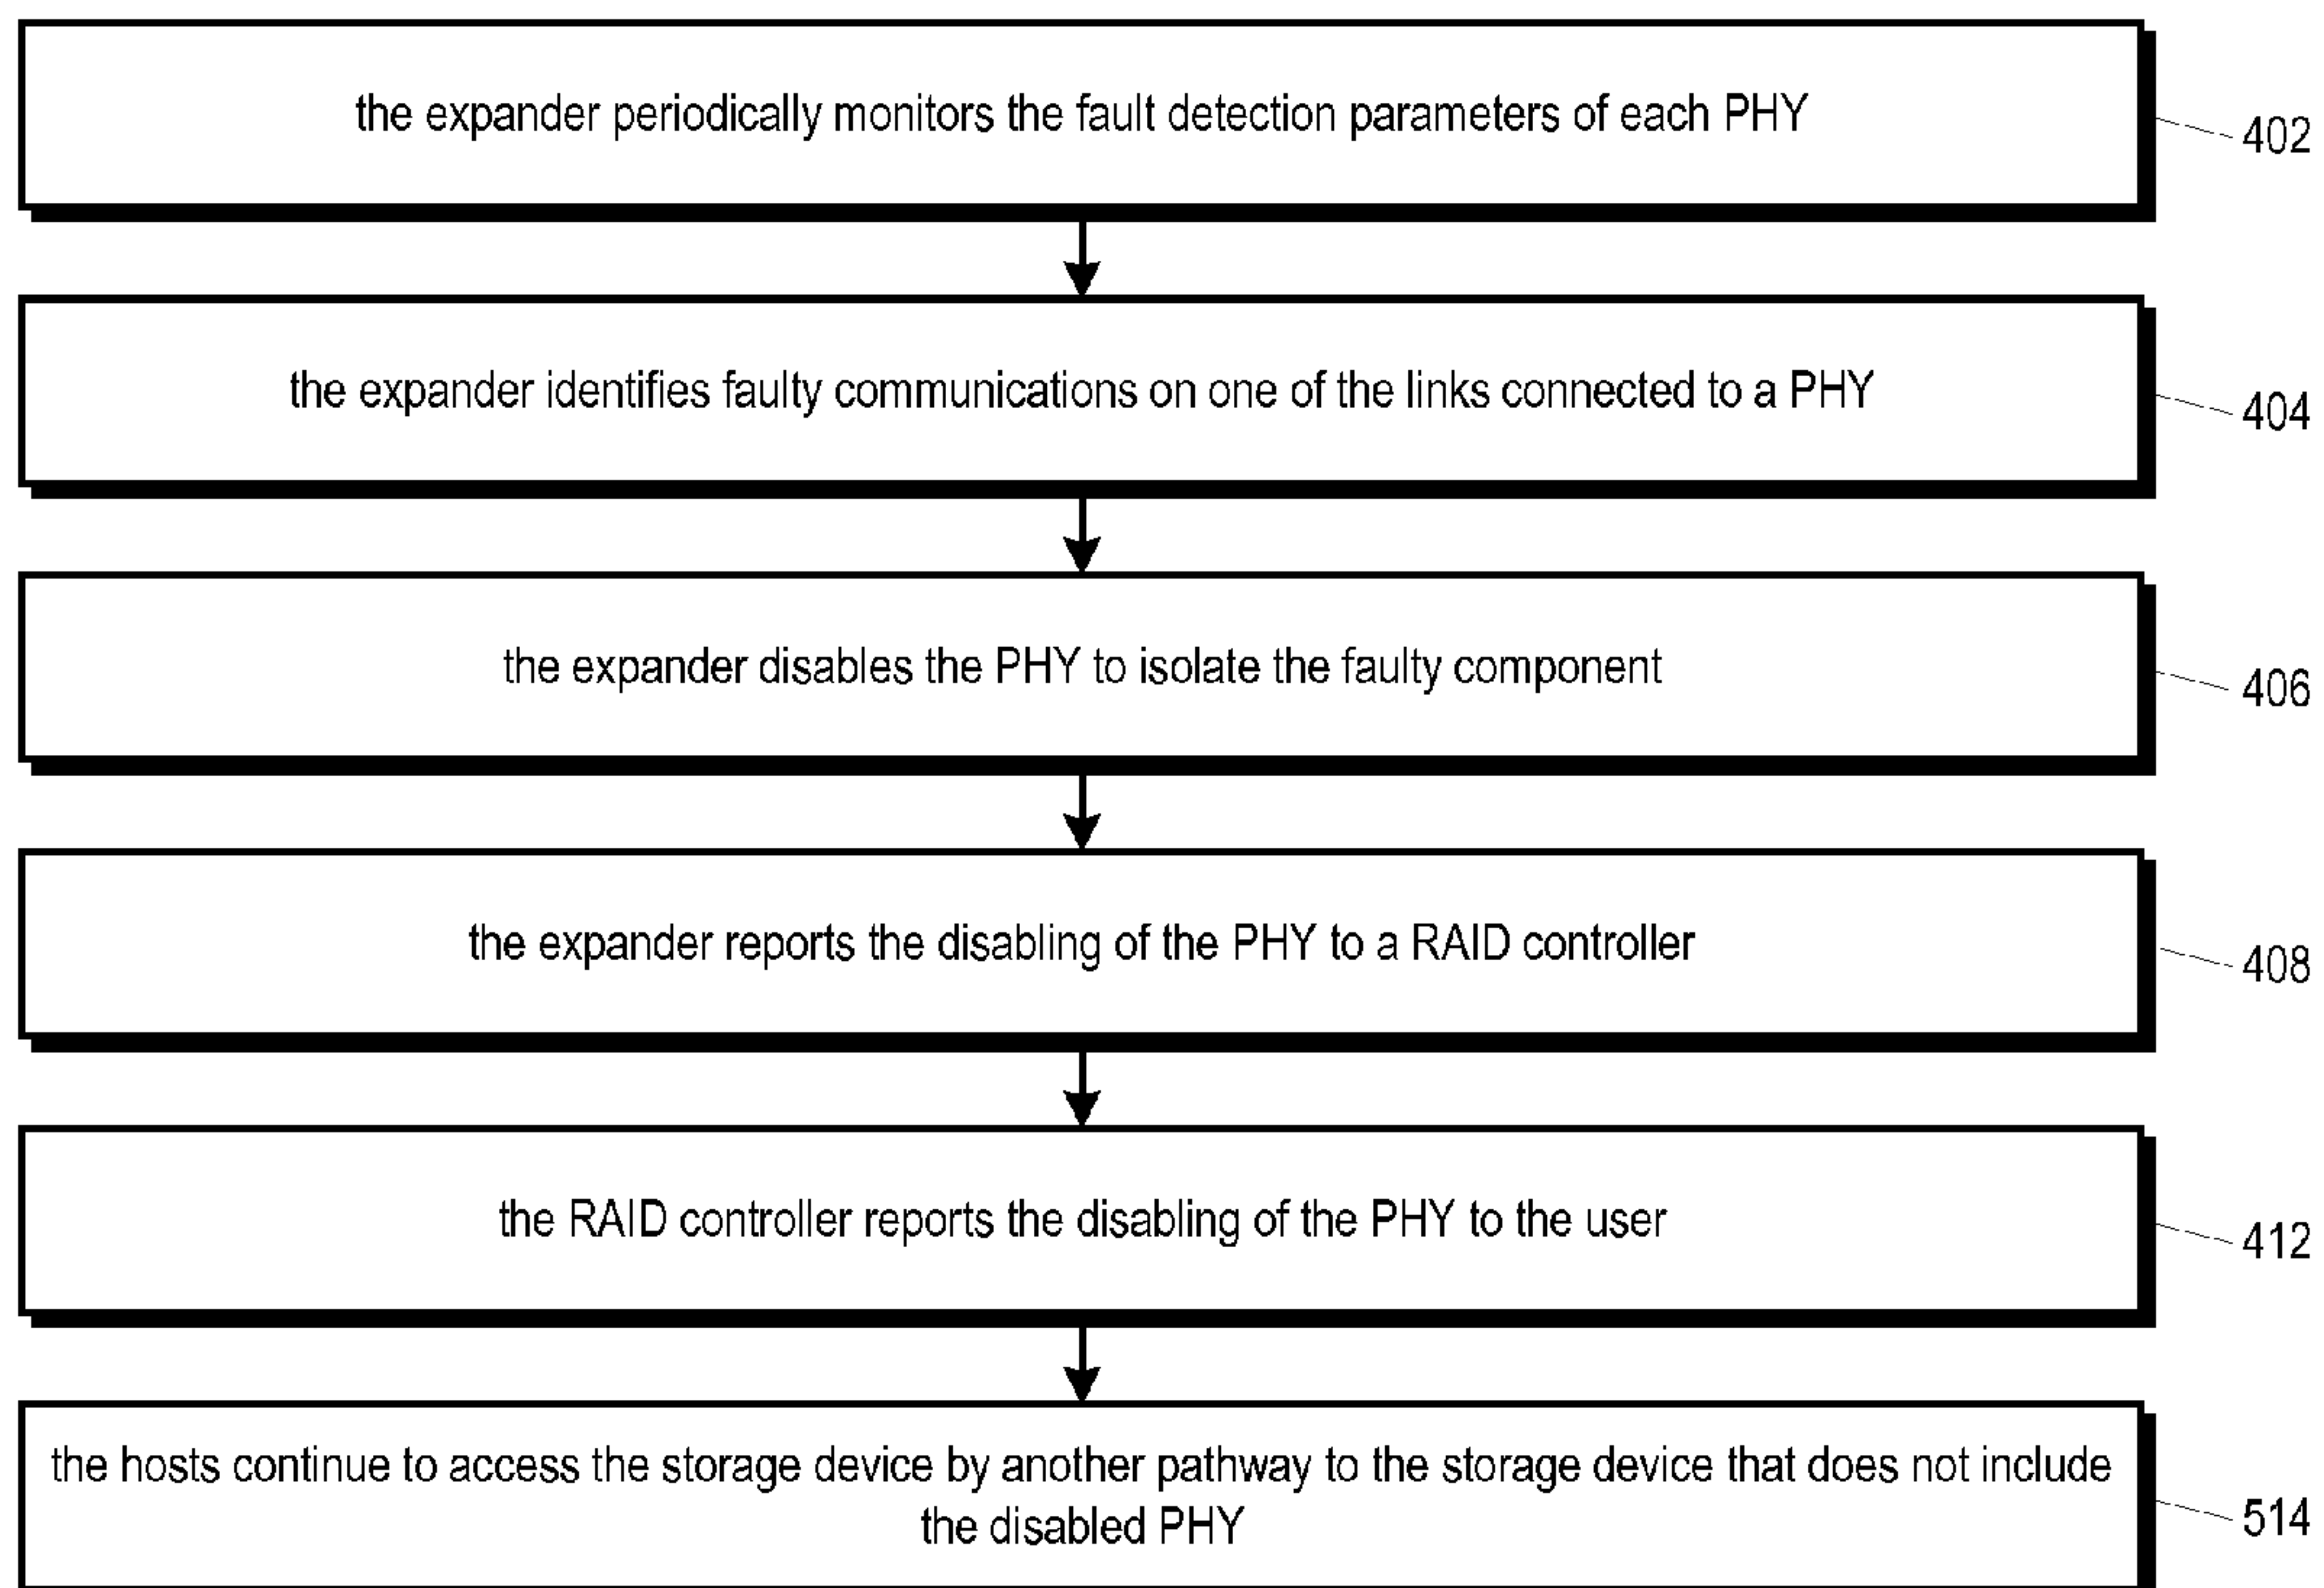 the expander periodically monitors the fault detection parameters of each PHY
402
the expander identifies faulty communications on one of the links connected to a PHY
404
the expander disables the PHY to isolate the faulty component
406
the expander reports the disabling of the PHY to a RAID controller
408
the RAID controller reports the disabling of the PHY to the user
412
the hosts continue to access the storage device by another pathway to the storage device that does not include
the disabled PHY
514